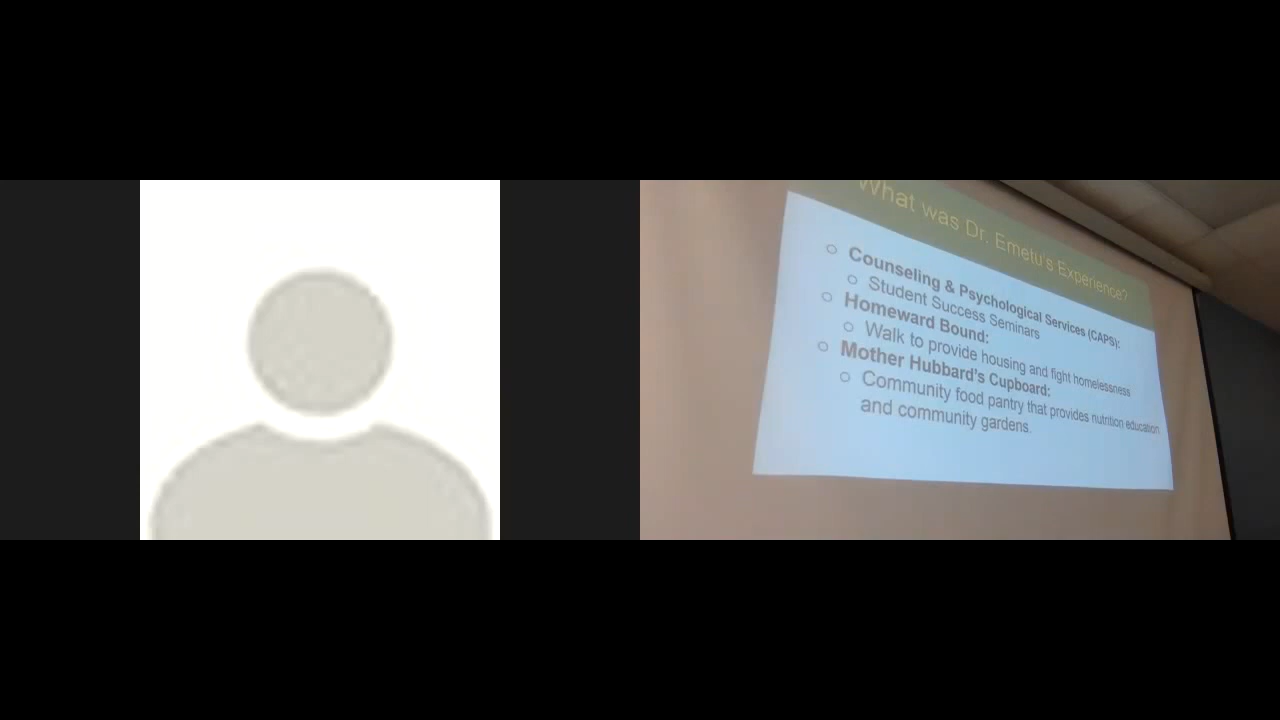 What was Dr. Emetu's Experience?
Counseling & Psychological Services (CAPS):
Student Success Seminars
Homeward Bound:
Walk to provide housing and fight homelessness
Mother Hubbard's Cupboard:
Community food pantry that provides nutrition education
and community gardens.